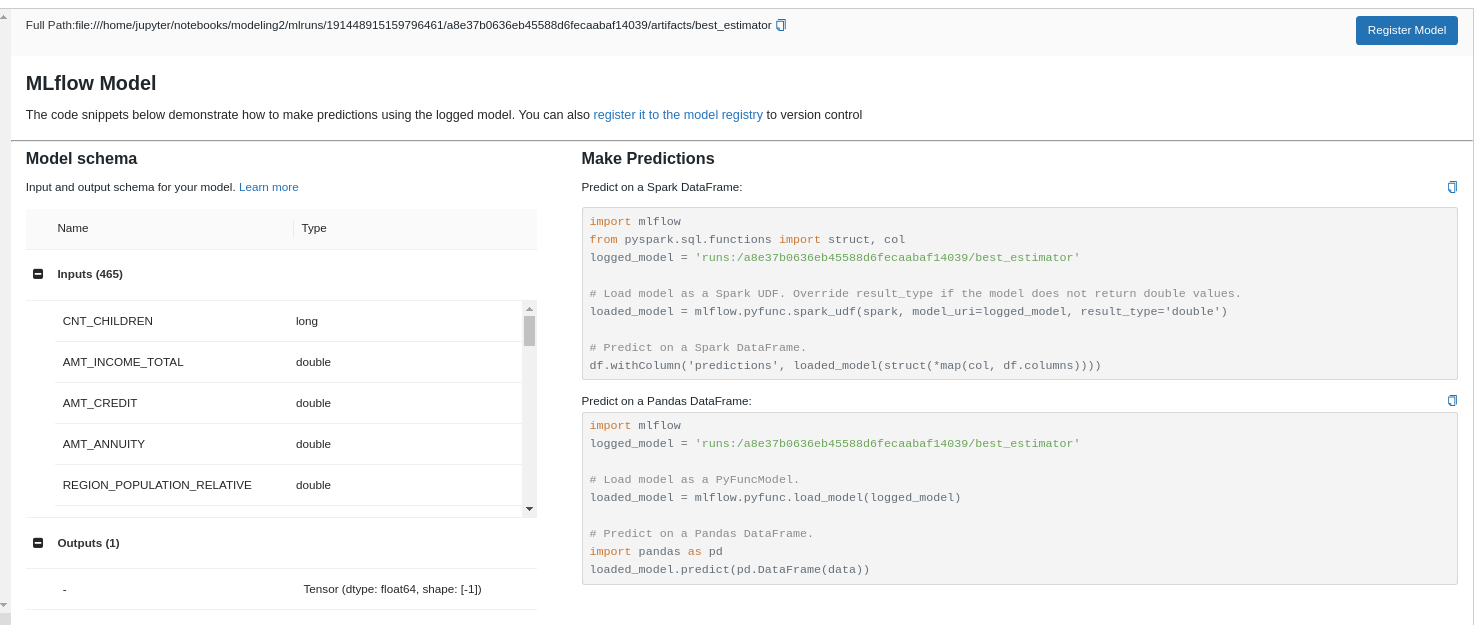 Full Path:file:///home/jupyter/notebooks/modeling2/mlruns/191448915159796461/a8e37b0636eb45588d6fecaabaf14039/artifacts/best_estimator
Register Model
MLflow Model
The code snippets below demonstrate how to make predictions using the logged model. You can also register it to the model registry to version control
Model schema
Input and output schema for your model. Learn more
Name Type
Inputs (465)
CNT_CHILDREN long
AMT_INCOME_TOTAL double
AMT_CREDIT double
AMT_ANNUITY double
REGION_POPULATION_RELATIVE double
Outputs (1)
- Tensor (dtype: float64, shape: [-1])
Make Predictions
Predict on a Spark DataFrame:
import mlflow
from pyspark.sql.functions import struct, col
logged_model = 'runs:/a8e37b0636eb45588d6fecaabaf14039/best_estimator'
# Load model as a Spark UDF. Override result_type if the model does not return double values.
loaded_model = mlflow.pyfunc.spark_udf(spark, model_uri=logged_model, result_type='double')
# Predict on a Spark DataFrame.
df.withColumn('predictions', loaded_model(struct(*map(col, df.columns))))
Predict on a Pandas DataFrame:
import mlflow
logged_model = 'runs:/a8e37b0636eb45588d6fecaabaf14039/best_estimator'
# Load model as a PyFuncModel.
loaded_model = mlflow.pyfunc.load_model(logged_model)
# Predict on a Pandas DataFrame.
import pandas as pd
loaded_model.predict(pd.DataFrame(data))